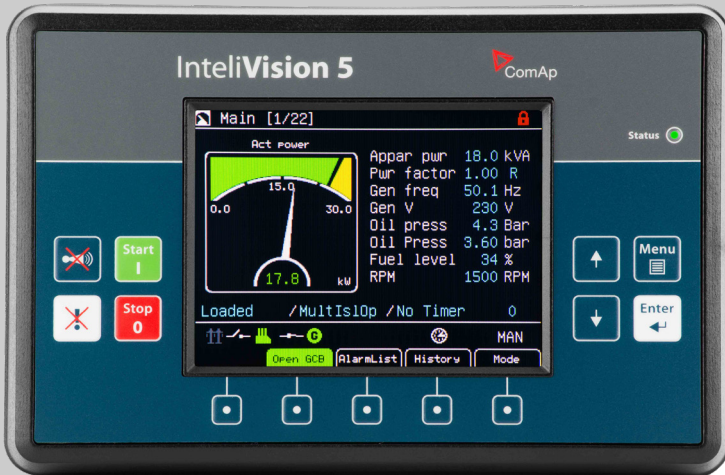 InteliVision 5
ComAp
Main [1/22]
Status
Act power
15.0
0.0
30.0
17.8 kW
Appar pwr 18.0 kVA
Pwr factor 1.00 R
Gen freq 50.1 Hz
Gen V 230 V
Oil press 4.3 Bar
Oil Press 3.60 bar
Fuel level 34 %
RPM 1500 RPM
Loaded /MultIslOp /No Timer 0
G
MAN
Open GCB AlarmList History Mode
Start
I
Stop
0
Menu
Enter